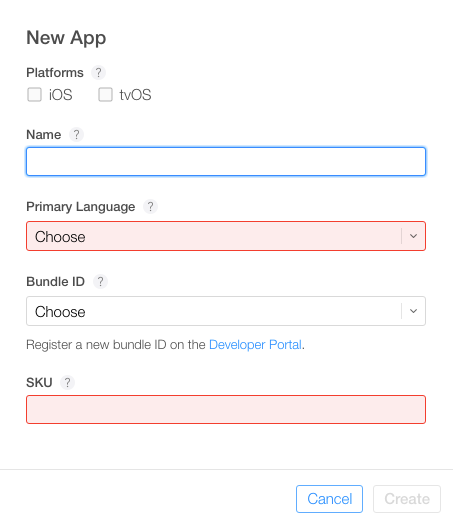 New App
Platforms ?
iOS tvOS
Name ?
Primary Language ?
Choose
Bundle ID ?
Choose
Register a new bundle ID on the Developer Portal.
SKU ?
Cancel Create